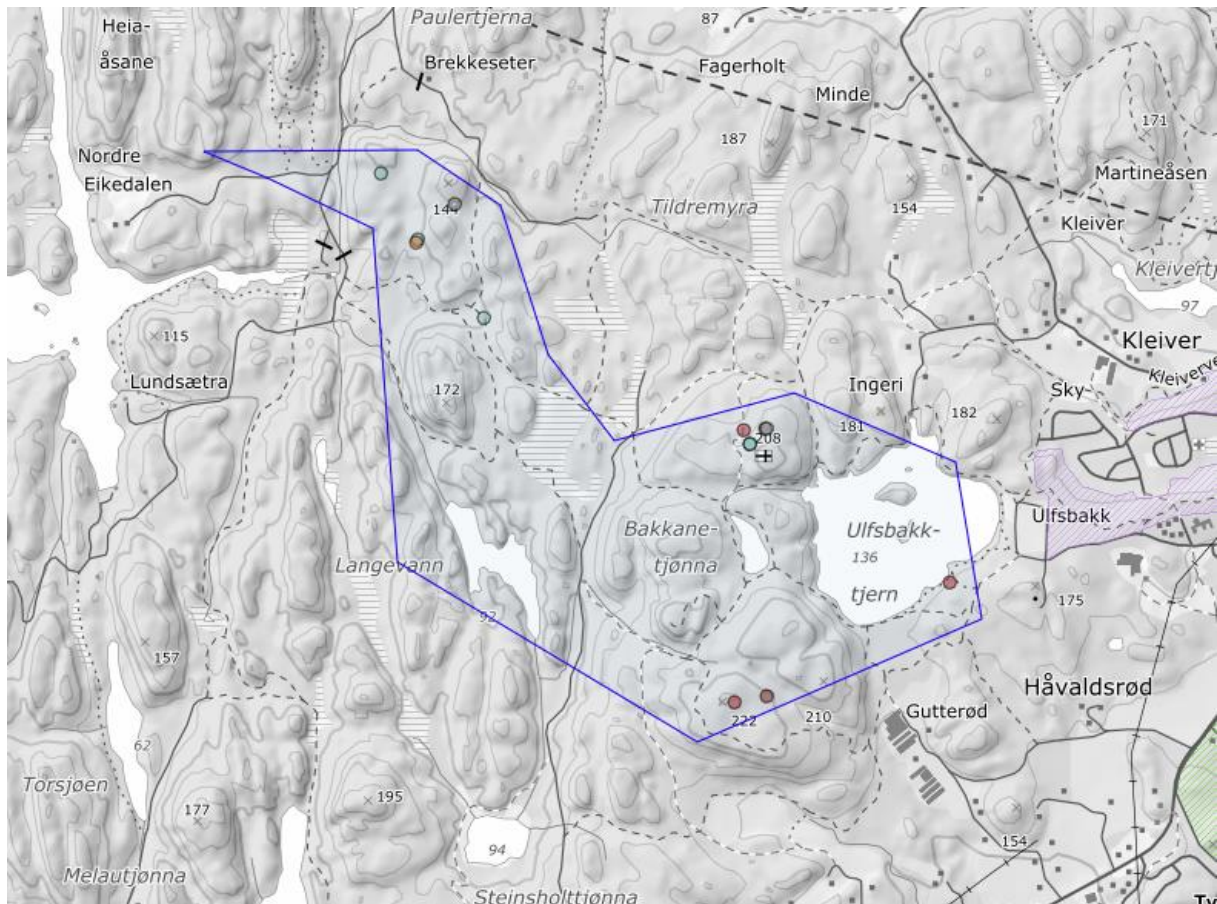 Heia-
åsane
Paulertjerna
87
Brekkeseter
Fagerholt
Minde
171
187
Nordre
Eikedalen
Martineåsen
144
Tildremyra
154
Kleiver
Kleivertj
97
115
Kleiver
Lundsætra
172
Ingeri
Sky
Kleiverve
182
181
208
Bakkane-
tjønna
Ulfsbakk-
136
tjern
Ulfsbakk
Langevann
92
175
157
Håvaldsrød
222
210
Gutterød
62
Torsjøen
177
195
154
94
Melautjønna
Steinsholttjønna